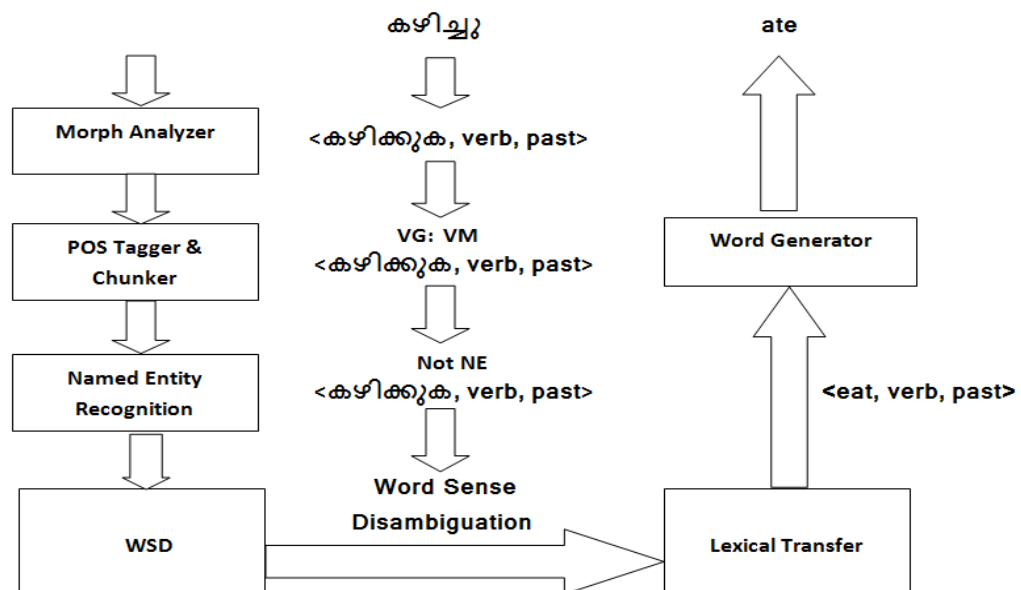 കഴിച്ചു
ate
Morph Analyzer
<കഴിക്കുക, verb, past>
POS Tagger &
Chunker
VG: VM
<കഴിക്കുക, verb, past>
Word Generator
Named Entity
Recognition
Not NE
<കഴിക്കുക, verb, past>
<eat, verb, past>
WSD
Word Sense
Disambiguation
Lexical Transfer